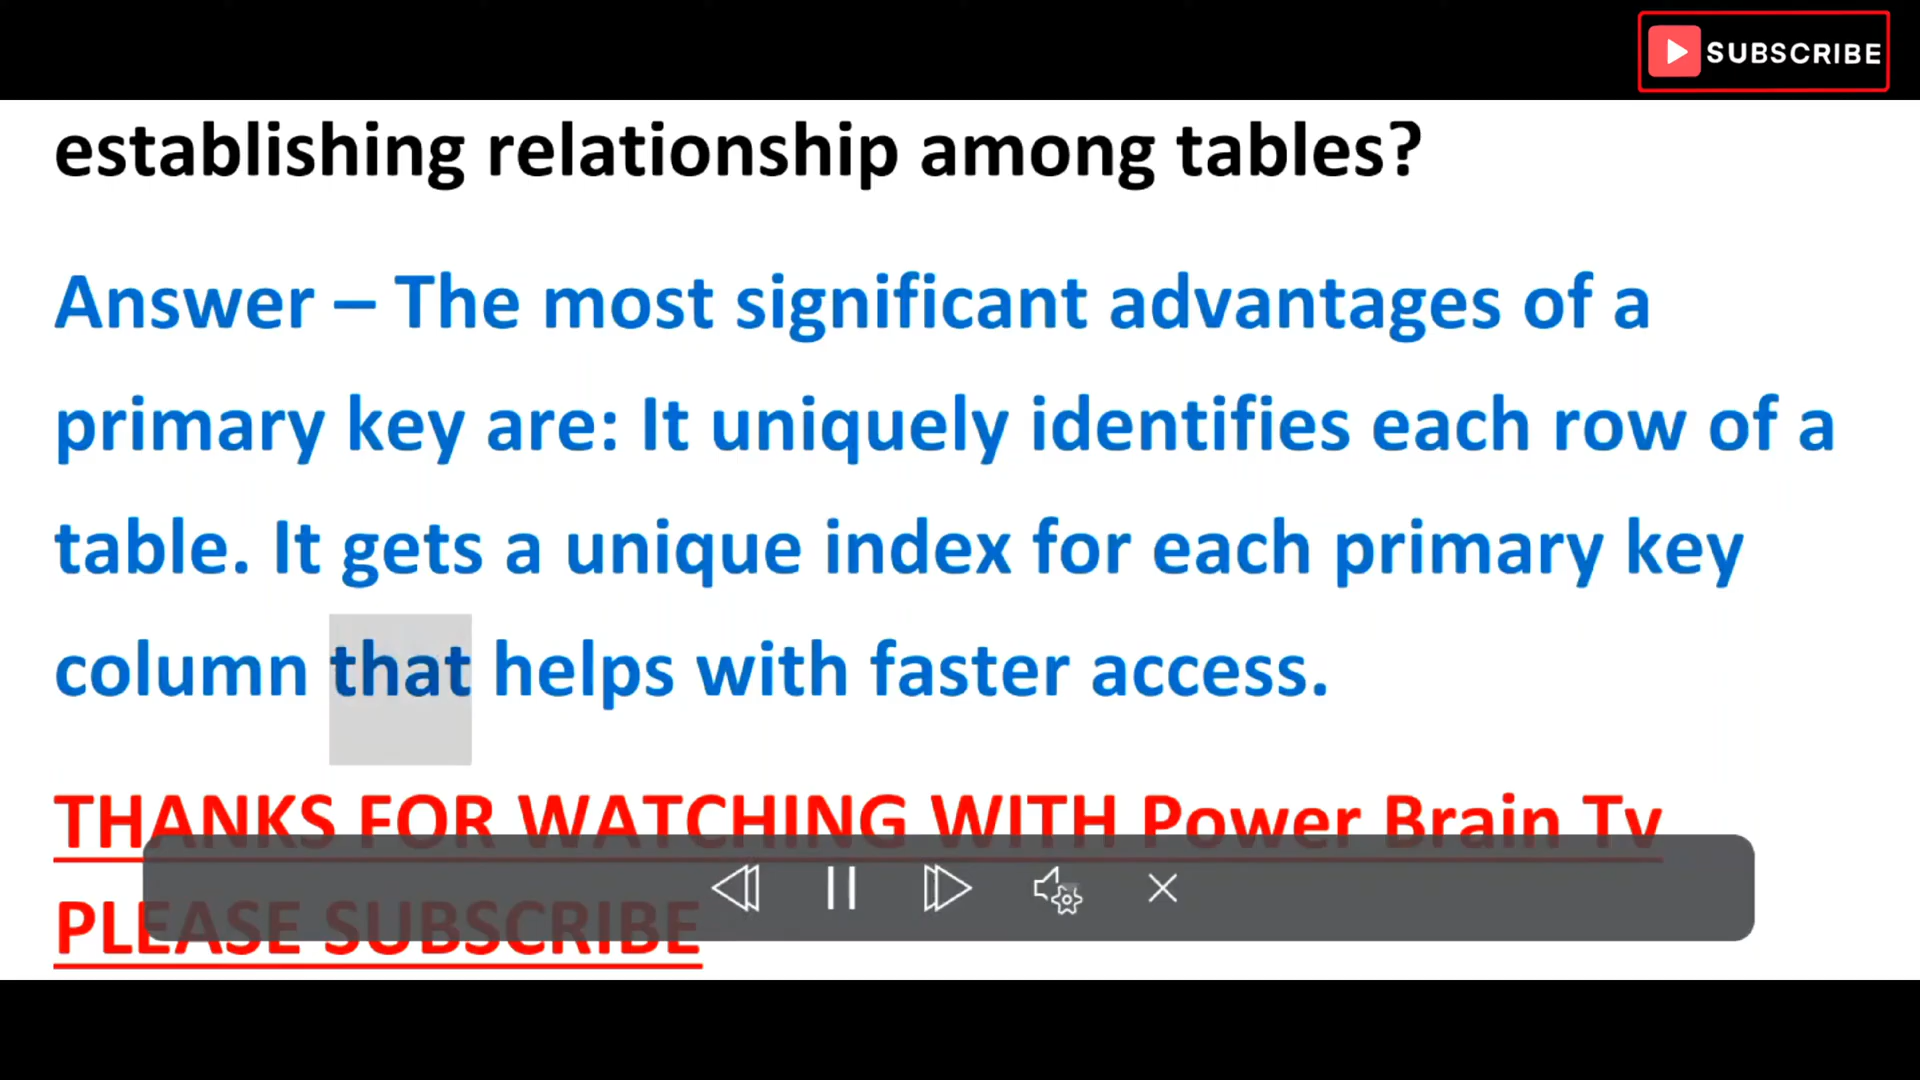 SUBSCRIBE
establishing relationship among tables?
Answer – The most significant advantages of a
primary key are: It uniquely identifies each row of a
table. It gets a unique index for each primary key
column that helps with faster access.
THANKS FOR WATCHING WITH Power Brain Tv
PLEASE SUBSCRIBE